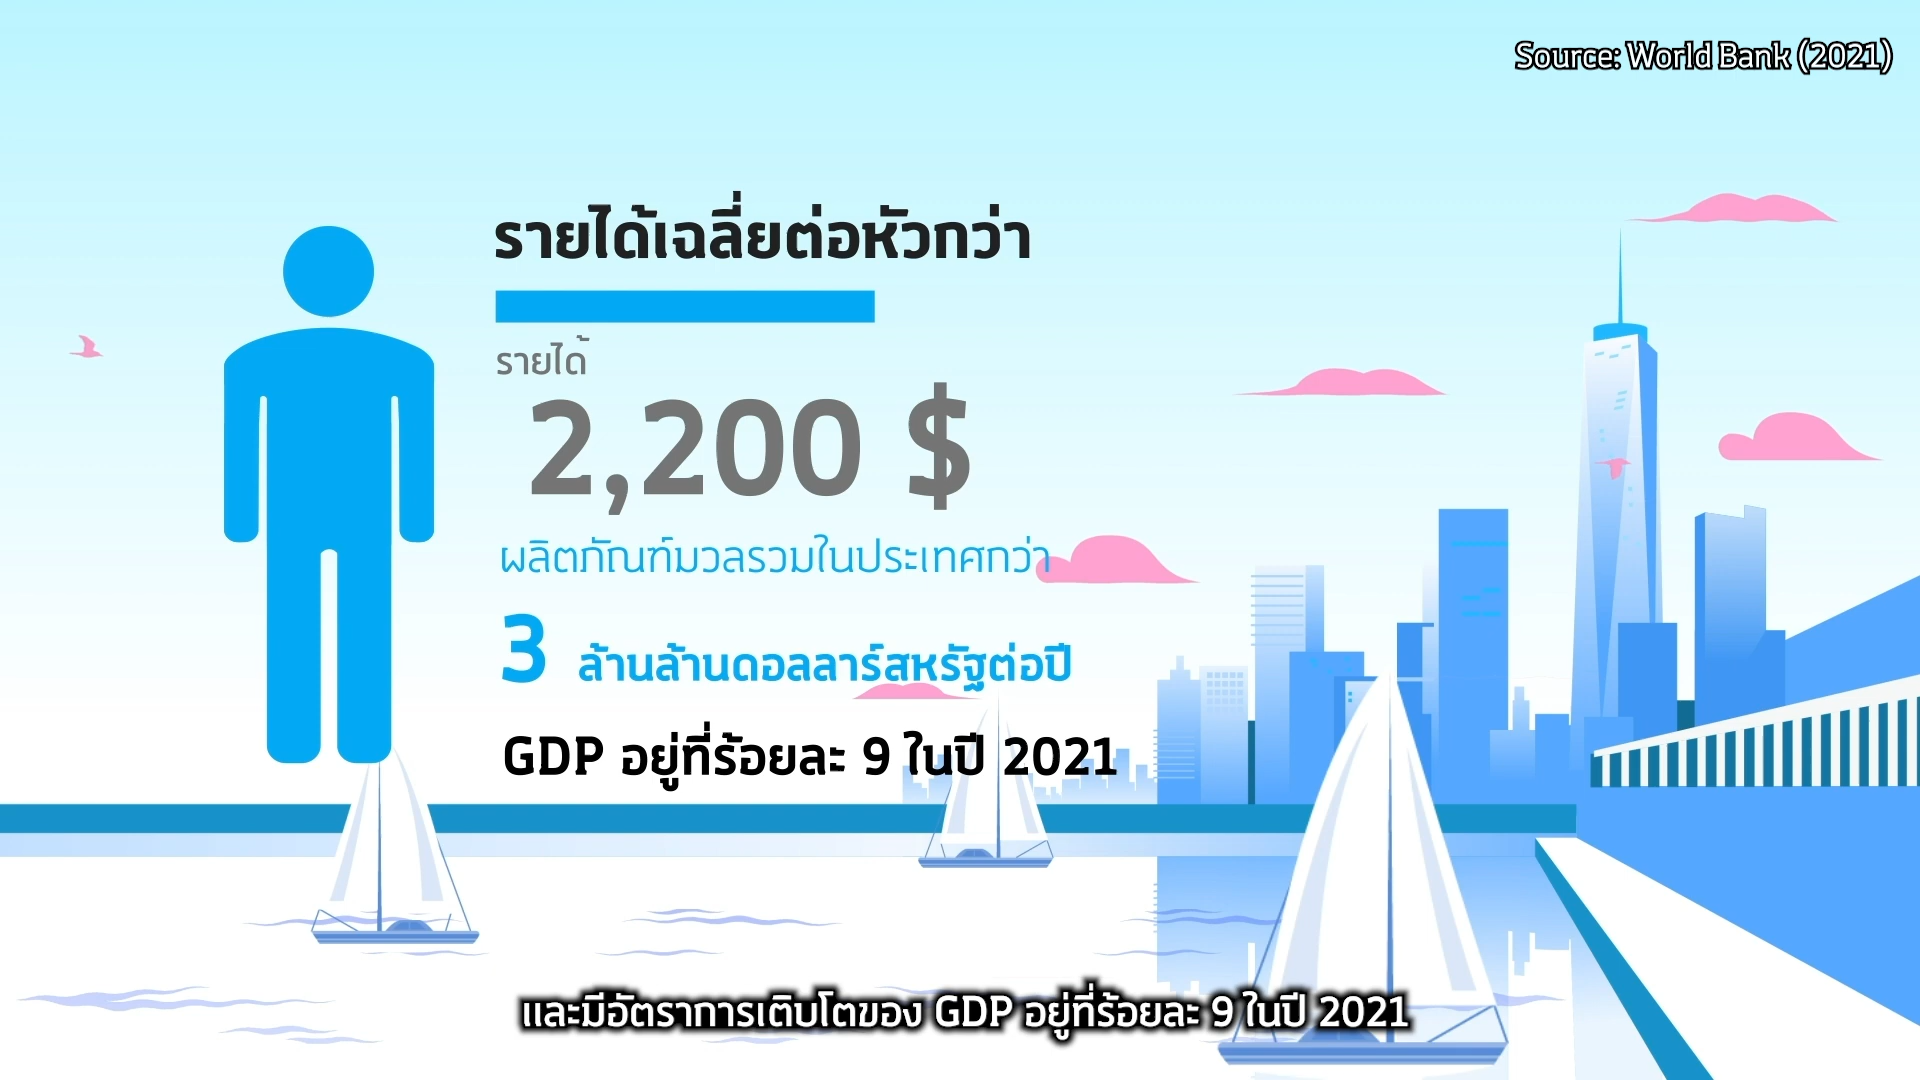 Source: World Bank (2021)
รายได้เฉลี่ยต่อหัวกว่า
รายได้
2,200 $
ผลิตภัณฑ์มวลรวมในประเทศกว่า
3 ล้านล้านดอลลาร์สหรัฐต่อปี
GDP อยู่ที่ร้อยละ 9 ในปี 2021
และมีอัตราการเติบโตของ GDP อยู่ที่ร้อยละ 9 ในปี 2021